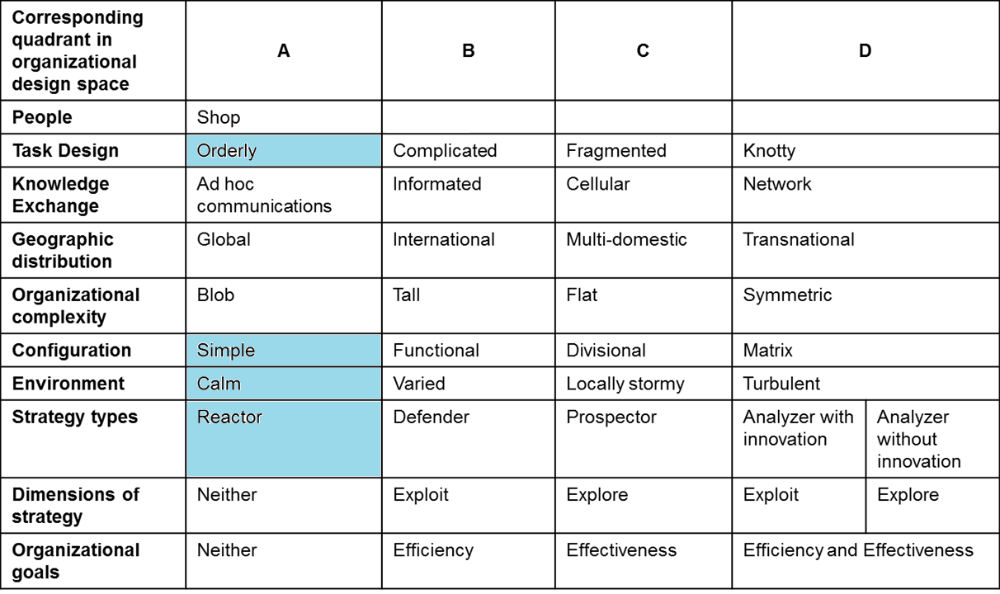 Corresponding
quadrant in
organizational
design space
A
B
C
D
People
Shop
Task Design
Orderly
Complicated
Fragmented
Knotty
Knowledge
Exchange
Ad hoc
communications
Informated
Cellular
Network
Geographic
distribution
Global
International
Multi-domestic
Transnational
Organizational
complexity
Blob
Tall
Flat
Symmetric
Configuration
Simple
Functional
Divisional
Matrix
Environment
Calm
Varied
Locally stormy
Turbulent
Strategy types
Reactor
Defender
Prospector
Analyzer with
innovation
Analyzer
without
innovation
Dimensions of
strategy
Neither
Exploit
Explore
Exploit
Explore
Organizational
goals
Neither
Efficiency
Effectiveness
Efficiency and Effectiveness